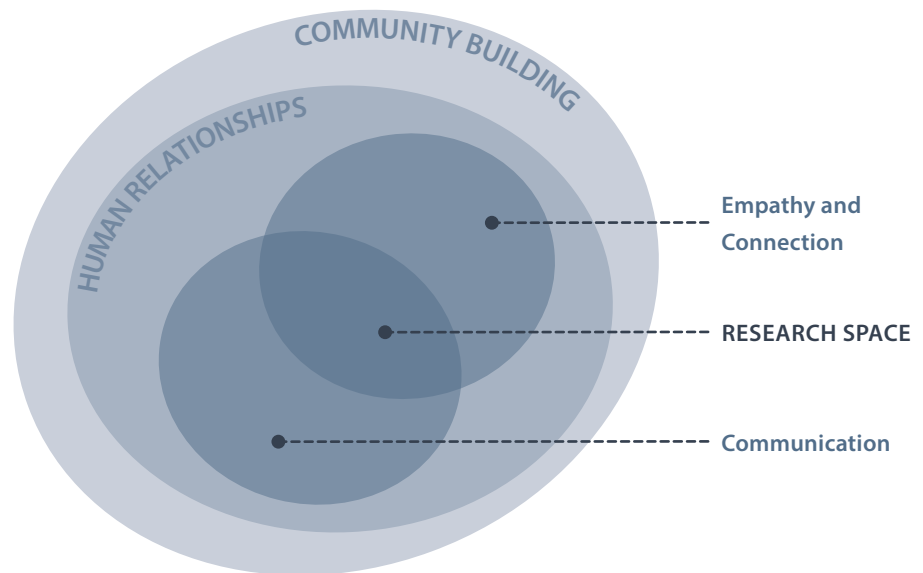 COMMUNITY BUILDING
HUMAN RELATIONSHIPS
Empathy and
Connection
RESEARCH SPACE
Communication